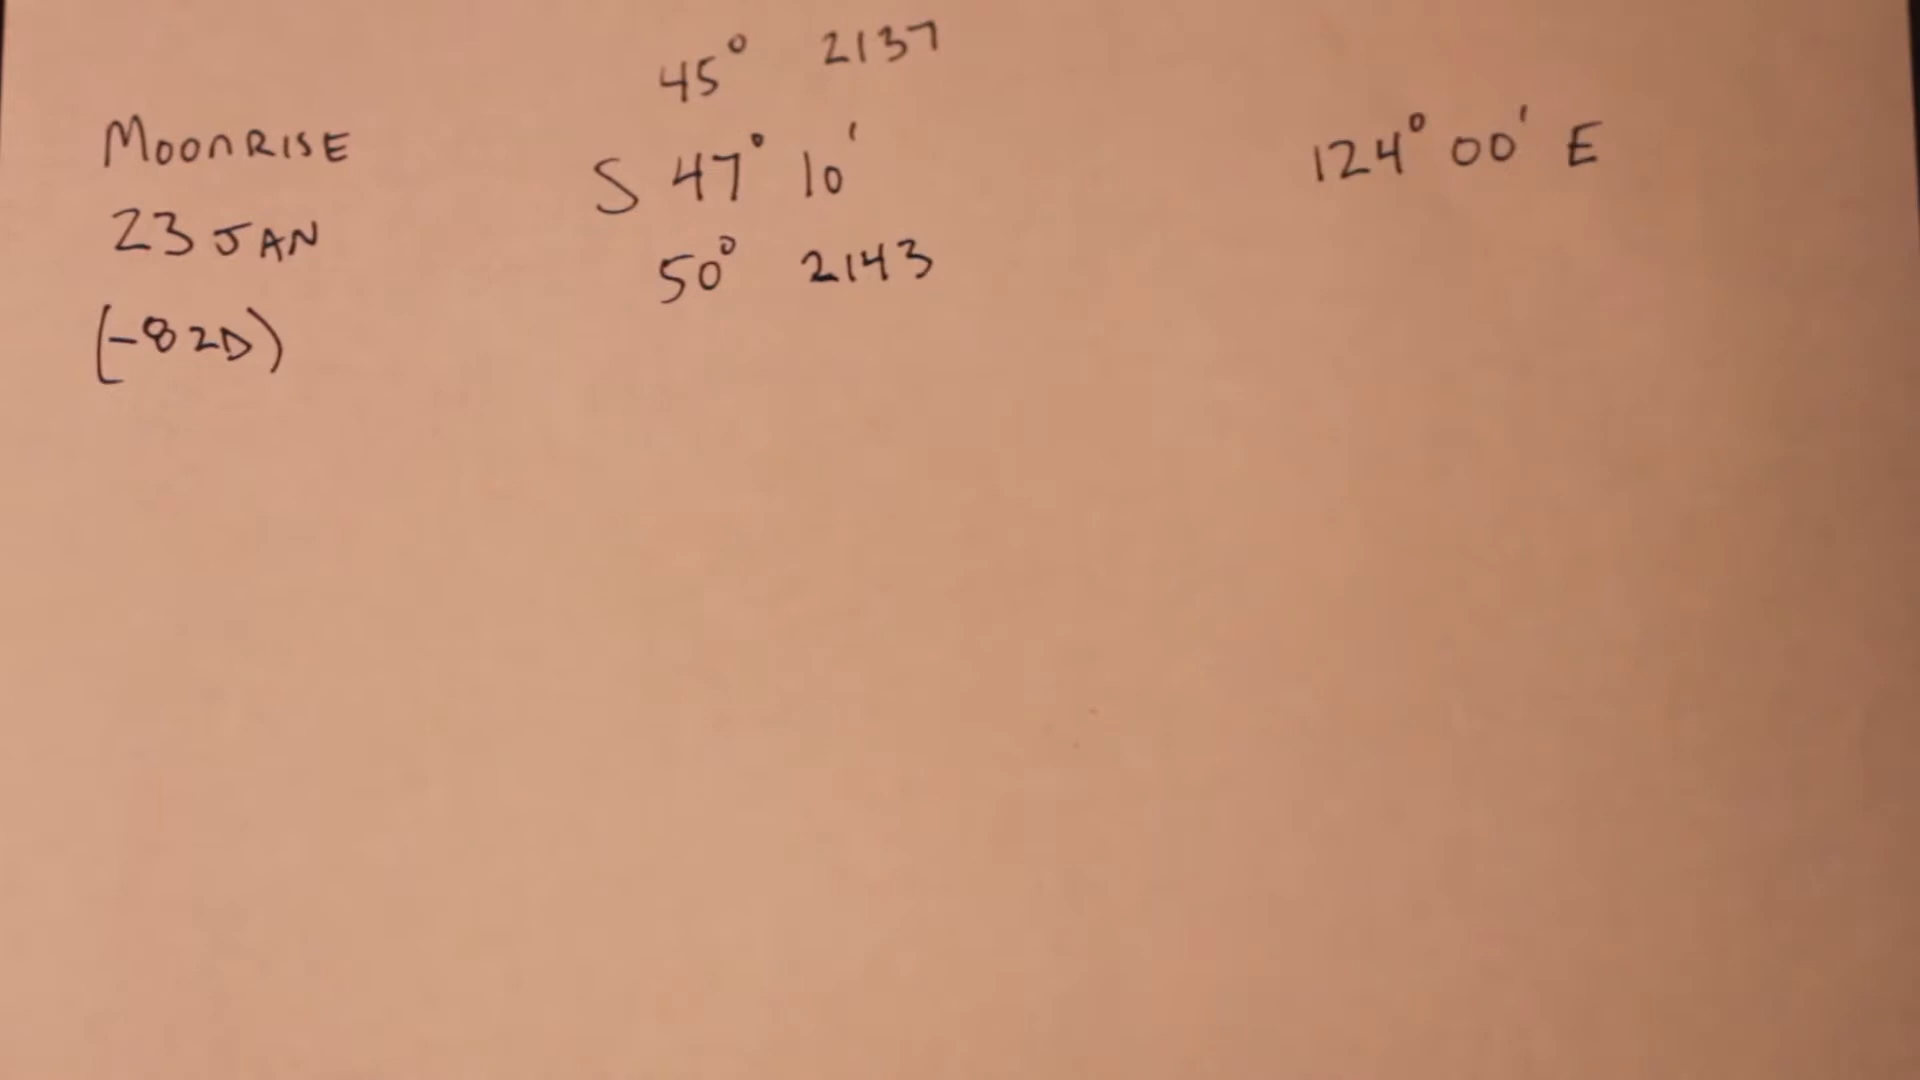 45° 2137
MOONRISE
S 47° 10'
124° 00' E
23 JAN
50° 2143
(-8 ZD)